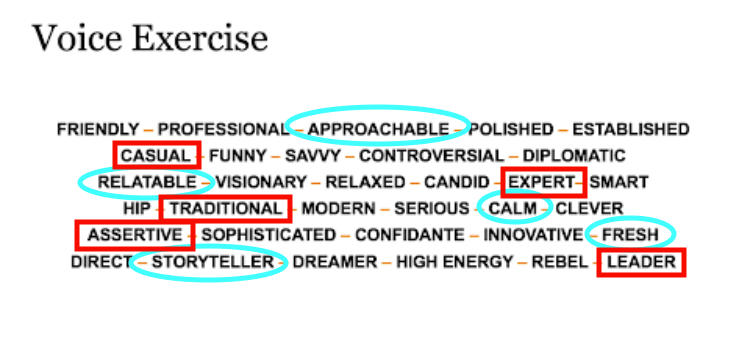 Voice Exercise
FRIENDLY – PROFESSIONAL – APPROACHABLE – POLISHED – ESTABLISHED
CASUAL – FUNNY – SAVVY – CONTROVERSIAL – DIPLOMATIC
RELATABLE – VISIONARY – RELAXED – CANDID – EXPERT – SMART
HIP – TRADITIONAL – MODERN – SERIOUS – CALM – CLEVER
ASSERTIVE – SOPHISTICATED – CONFIDANTE – INNOVATIVE – FRESH
DIRECT – STORYTELLER – DREAMER – HIGH ENERGY – REBEL – LEADER